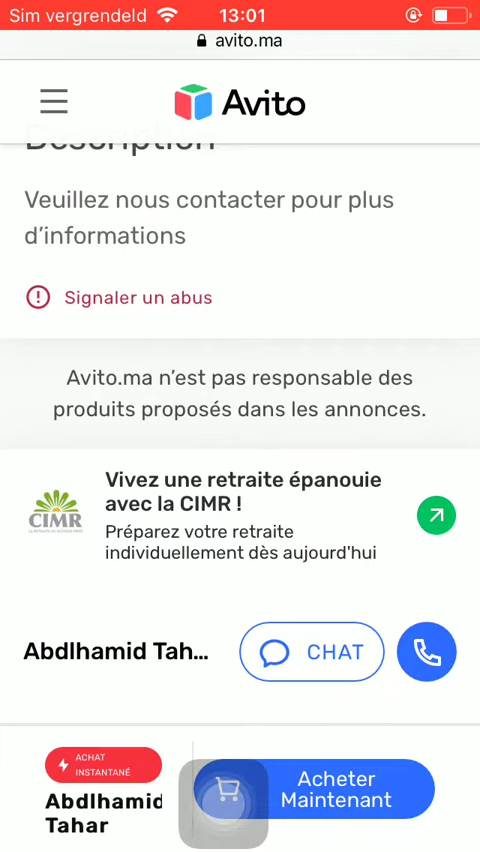 Sim vergrendeld 13:01
avito.ma
Avito
Description
Veuillez nous contacter pour plus
d’informations
Signaler un abus
Avito.ma n’est pas responsable des
produits proposés dans les annonces.
Vivez une retraite épanouie
avec la CIMR !
CIMR
Préparez votre retraite
individuellement dès aujourd'hui
Abdlhamid Tah...
CHAT
ACHAT
INSTANTANÉ
Abdlhamid
Tahar
Acheter
Maintenant